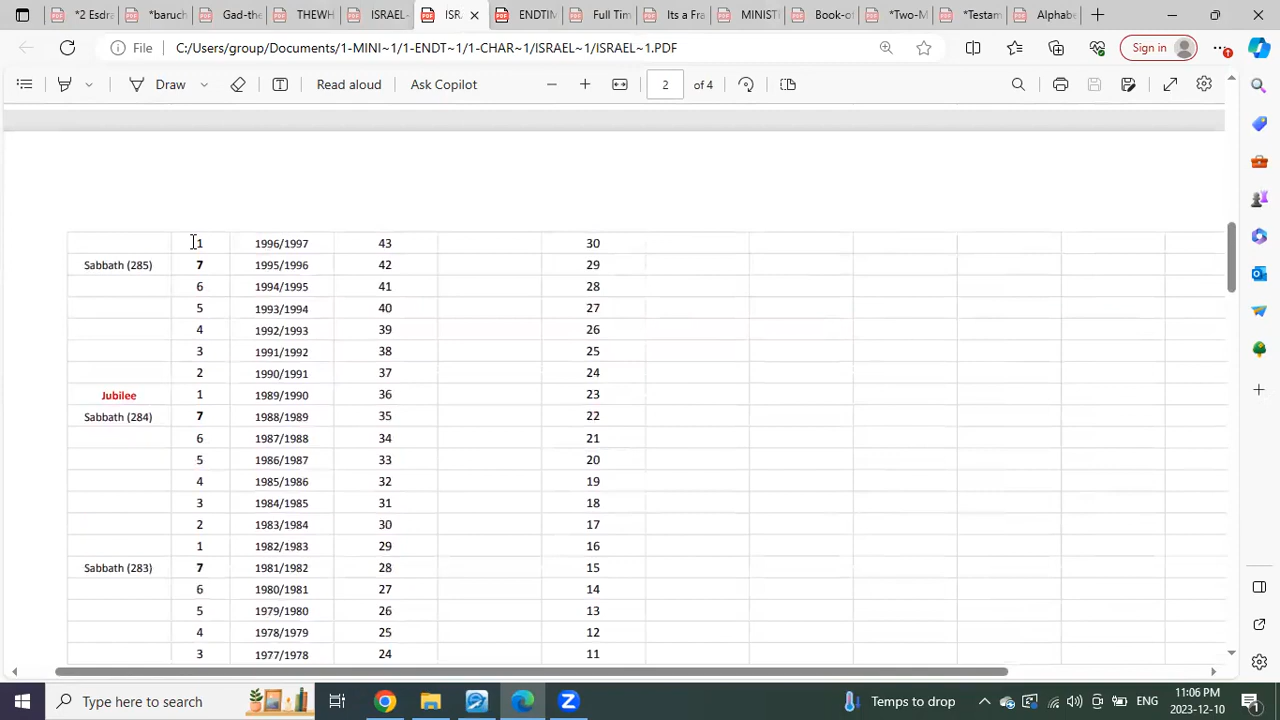 *2 Esdra
*baruch
Gad-the
THEWH
ISRAEL-
ISR
ENDTIN
Full Tim
Its a Fra
MINIST
Book-of
*Two-M
*Testam
Alphabe
File
C:/Users/group/Documents/1-MINI~1/1-ENDT~1/1-CHAR~1/ISRAEL~1/ISRAEL~1.PDF
Sign in
Draw
Read aloud
Ask Copilot
2 of 4
1 1996/1997 43 30
Sabbath (285) 7 1995/1996 42 29
6 1994/1995 41 28
5 1993/1994 40 27
4 1992/1993 39 26
3 1991/1992 38 25
2 1990/1991 37 24
Jubilee 1 1989/1990 36 23
Sabbath (284) 7 1988/1989 35 22
6 1987/1988 34 21
5 1986/1987 33 20
4 1985/1986 32 19
3 1984/1985 31 18
2 1983/1984 30 17
1 1982/1983 29 16
Sabbath (283) 7 1981/1982 28 15
6 1980/1981 27 14
5 1979/1980 26 13
4 1978/1979 25 12
3 1977/1978 24 11
Type here to search
Temps to drop
ENG
11:06 PM
2023-12-10
1